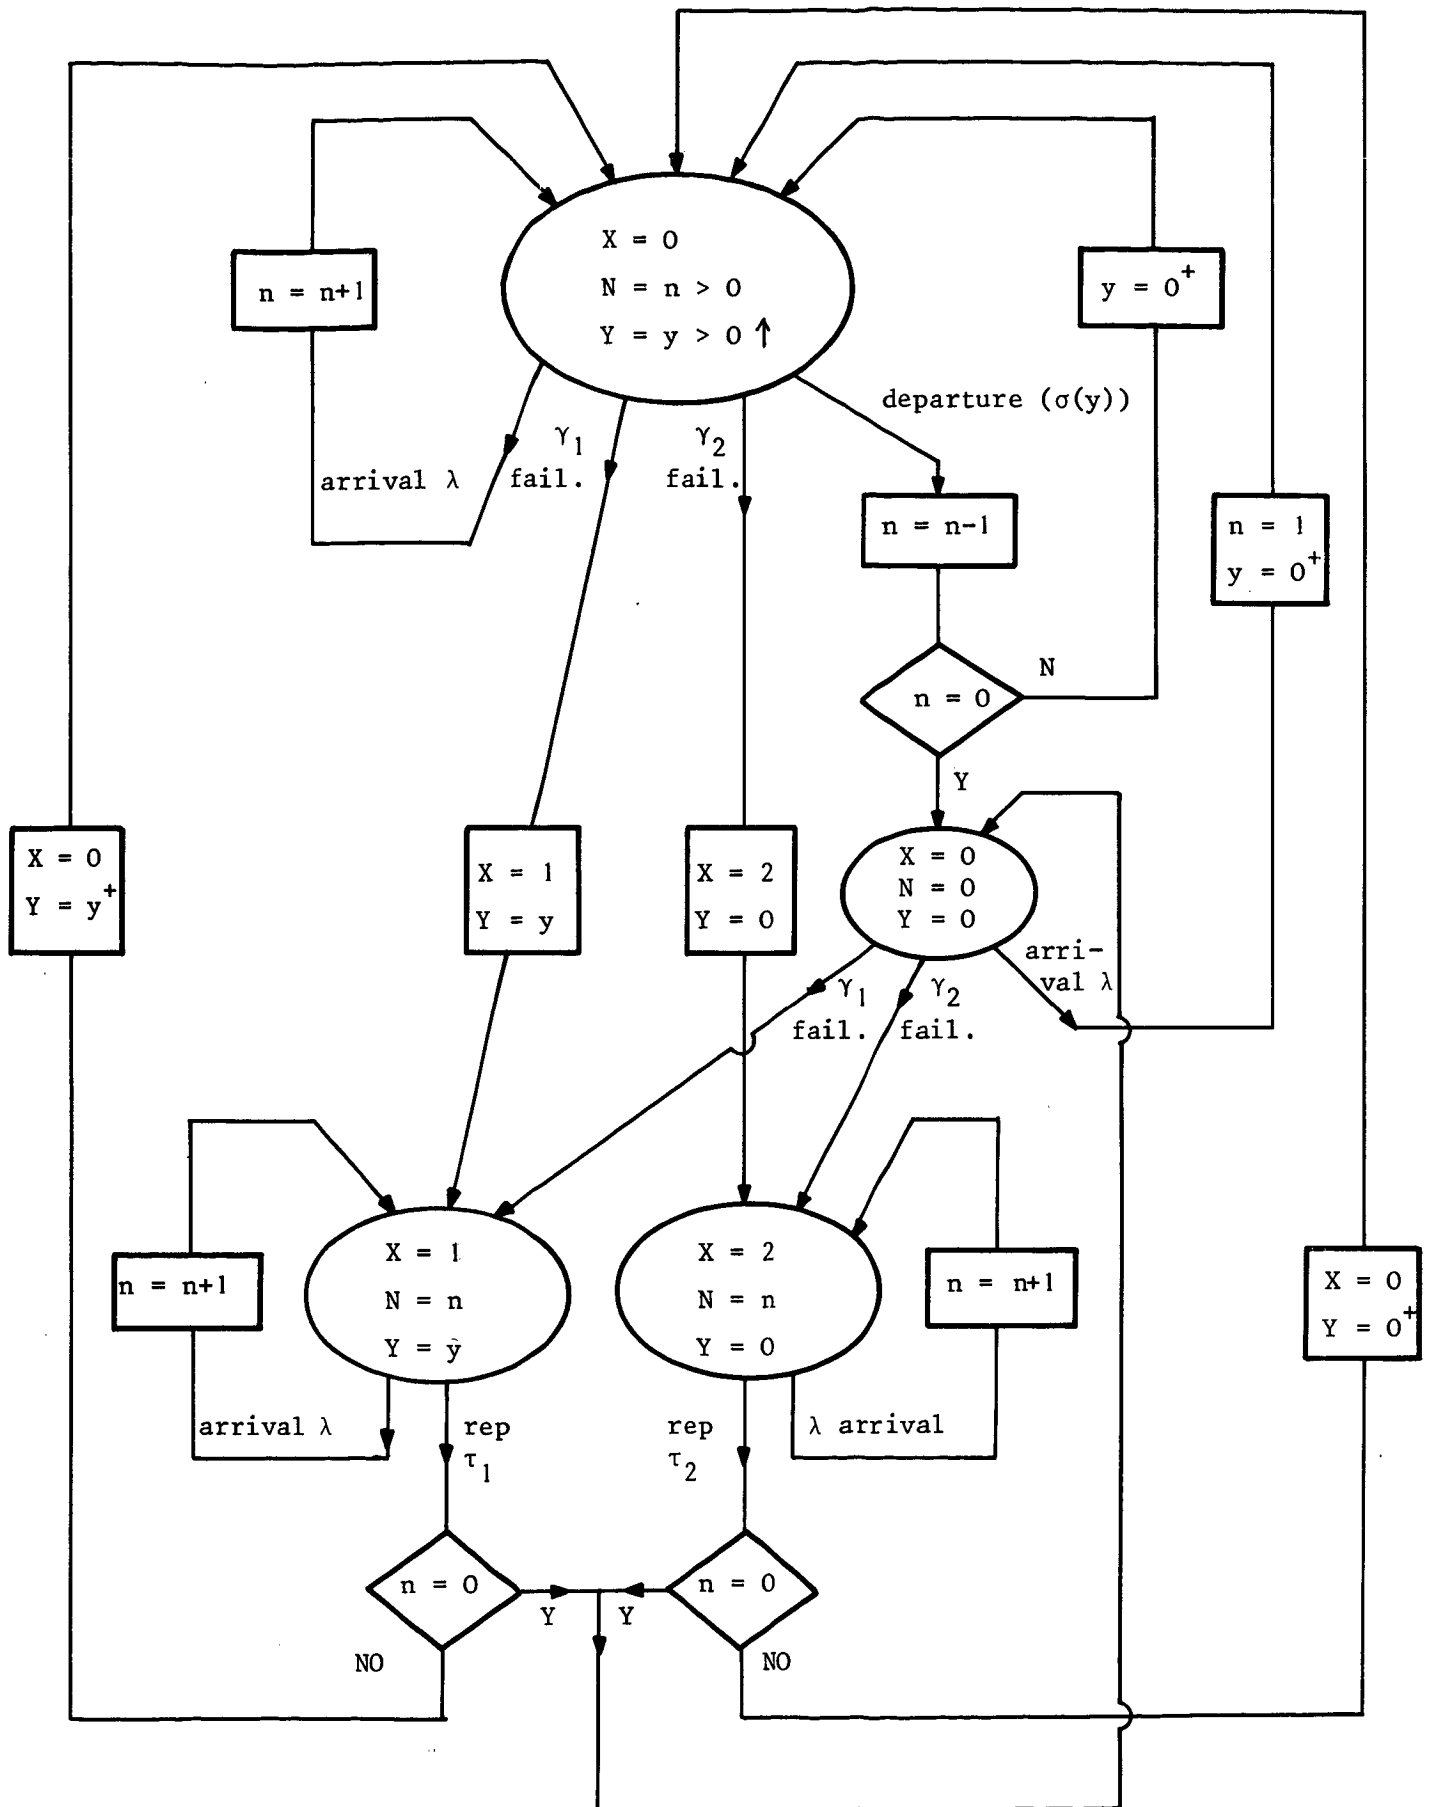 X = 0
N = n > 0
Y = y > 0 ↑
n = n+1
y = 0⁺
departure (σ(y))
γ₁
fail.
γ₂
fail.
arrival λ
n = n-1
n = 1
y = 0⁺
N
n = 0
Y
X = 0
Y = y⁺
X = 1
Y = y
X = 2
Y = 0
X = 0
N = 0
Y = 0
arri-
val λ
γ₁
fail.
γ₂
fail.
X = 1
N = n
Y = y
X = 2
N = n
Y = 0
n = n+1
n = n+1
X = 0
Y = 0⁺
arrival λ
rep
τ₁
rep
τ₂
λ arrival
n = 0
n = 0
Y
Y
NO
NO